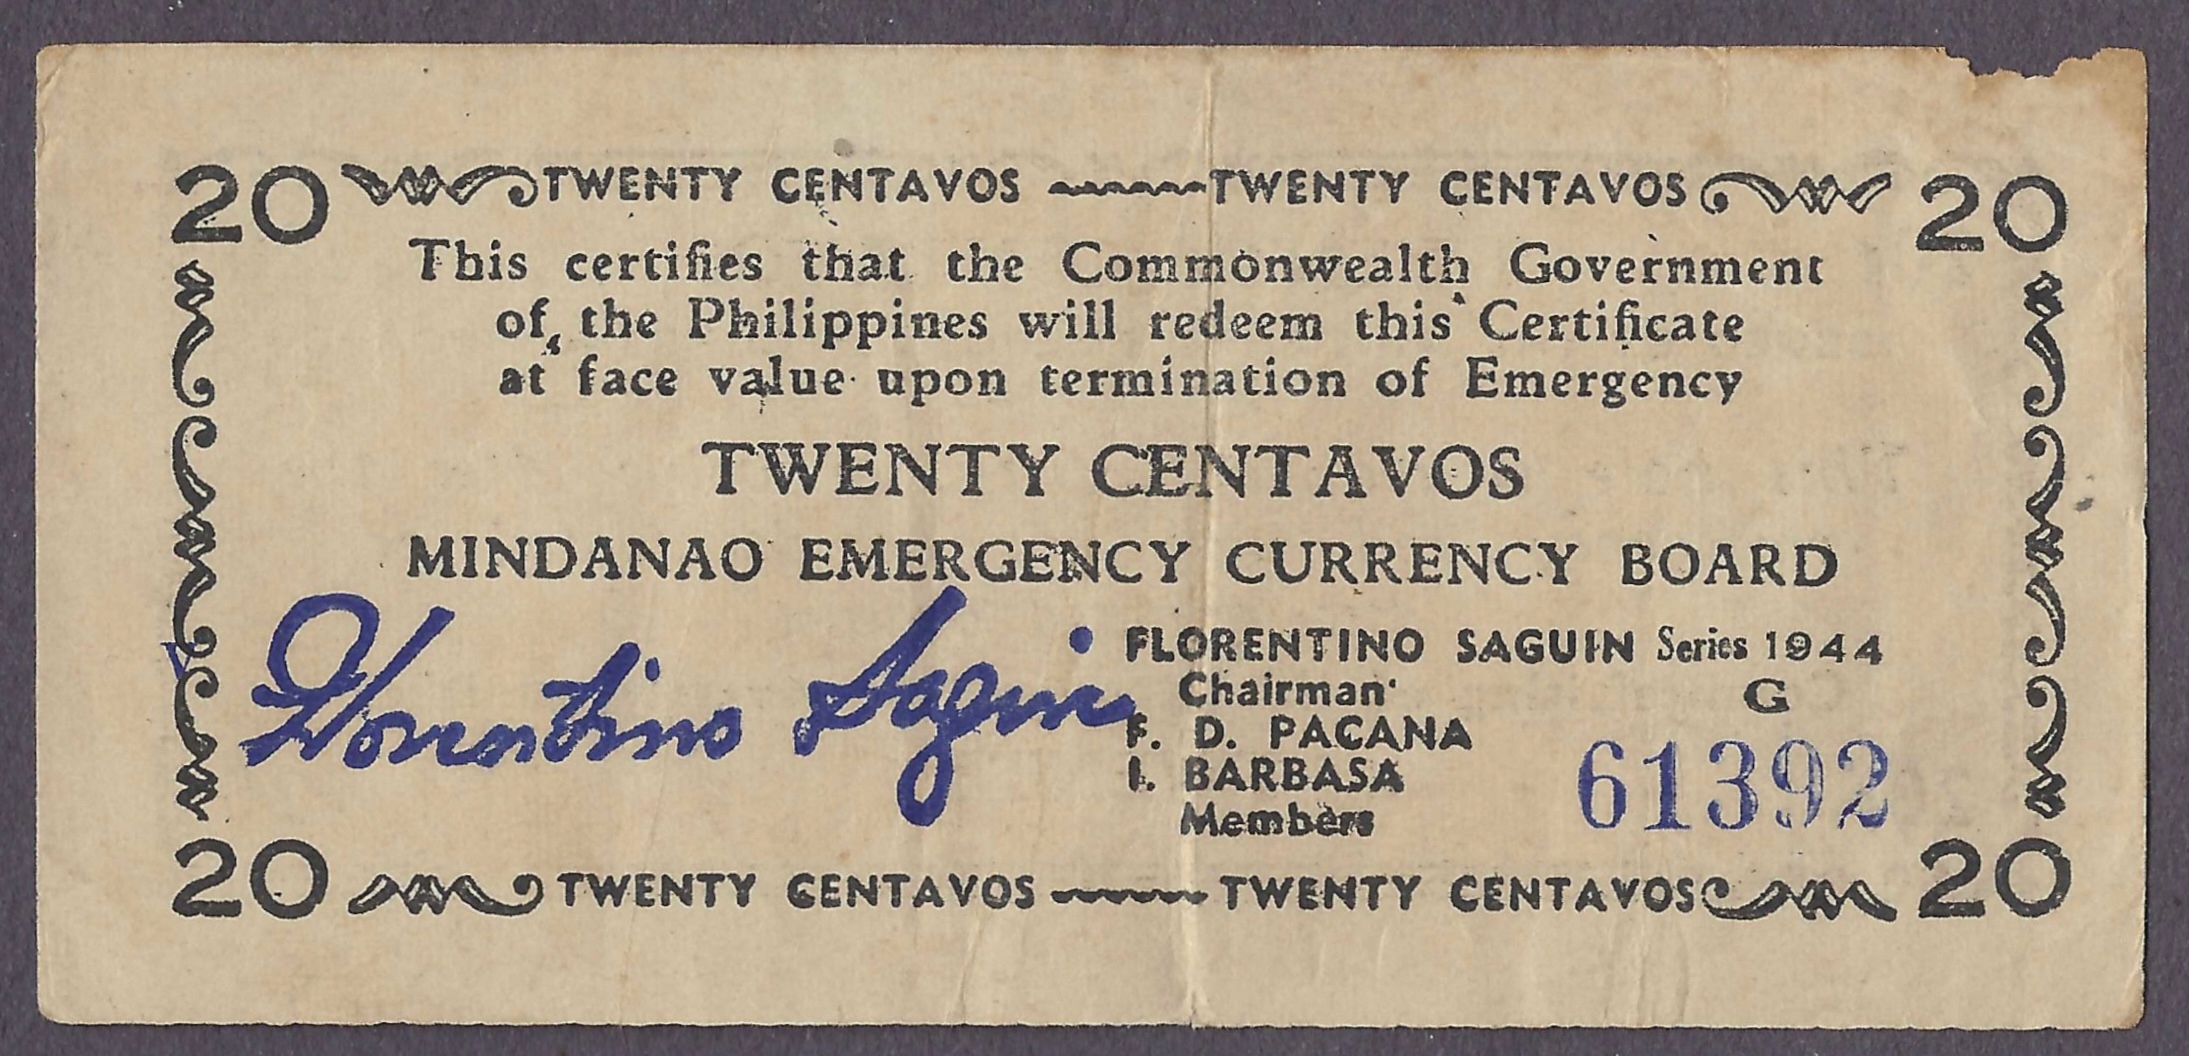 20 TWENTY CENTAVOS TWENTY CENTAVOS 20
This certifies that the Commonwealth Government
of the Philippines will redeem this Certificate
at face value upon termination of Emergency
TWENTY CENTAVOS
MINDANAO EMERGENCY CURRENCY BOARD
Florentino Saguin
FLORENTINO SAGUIN Series 1944
Chairman G
F. D. PACANA
I. BARBASA 61392
Members
20 TWENTY CENTAVOS TWENTY CENTAVOS 20